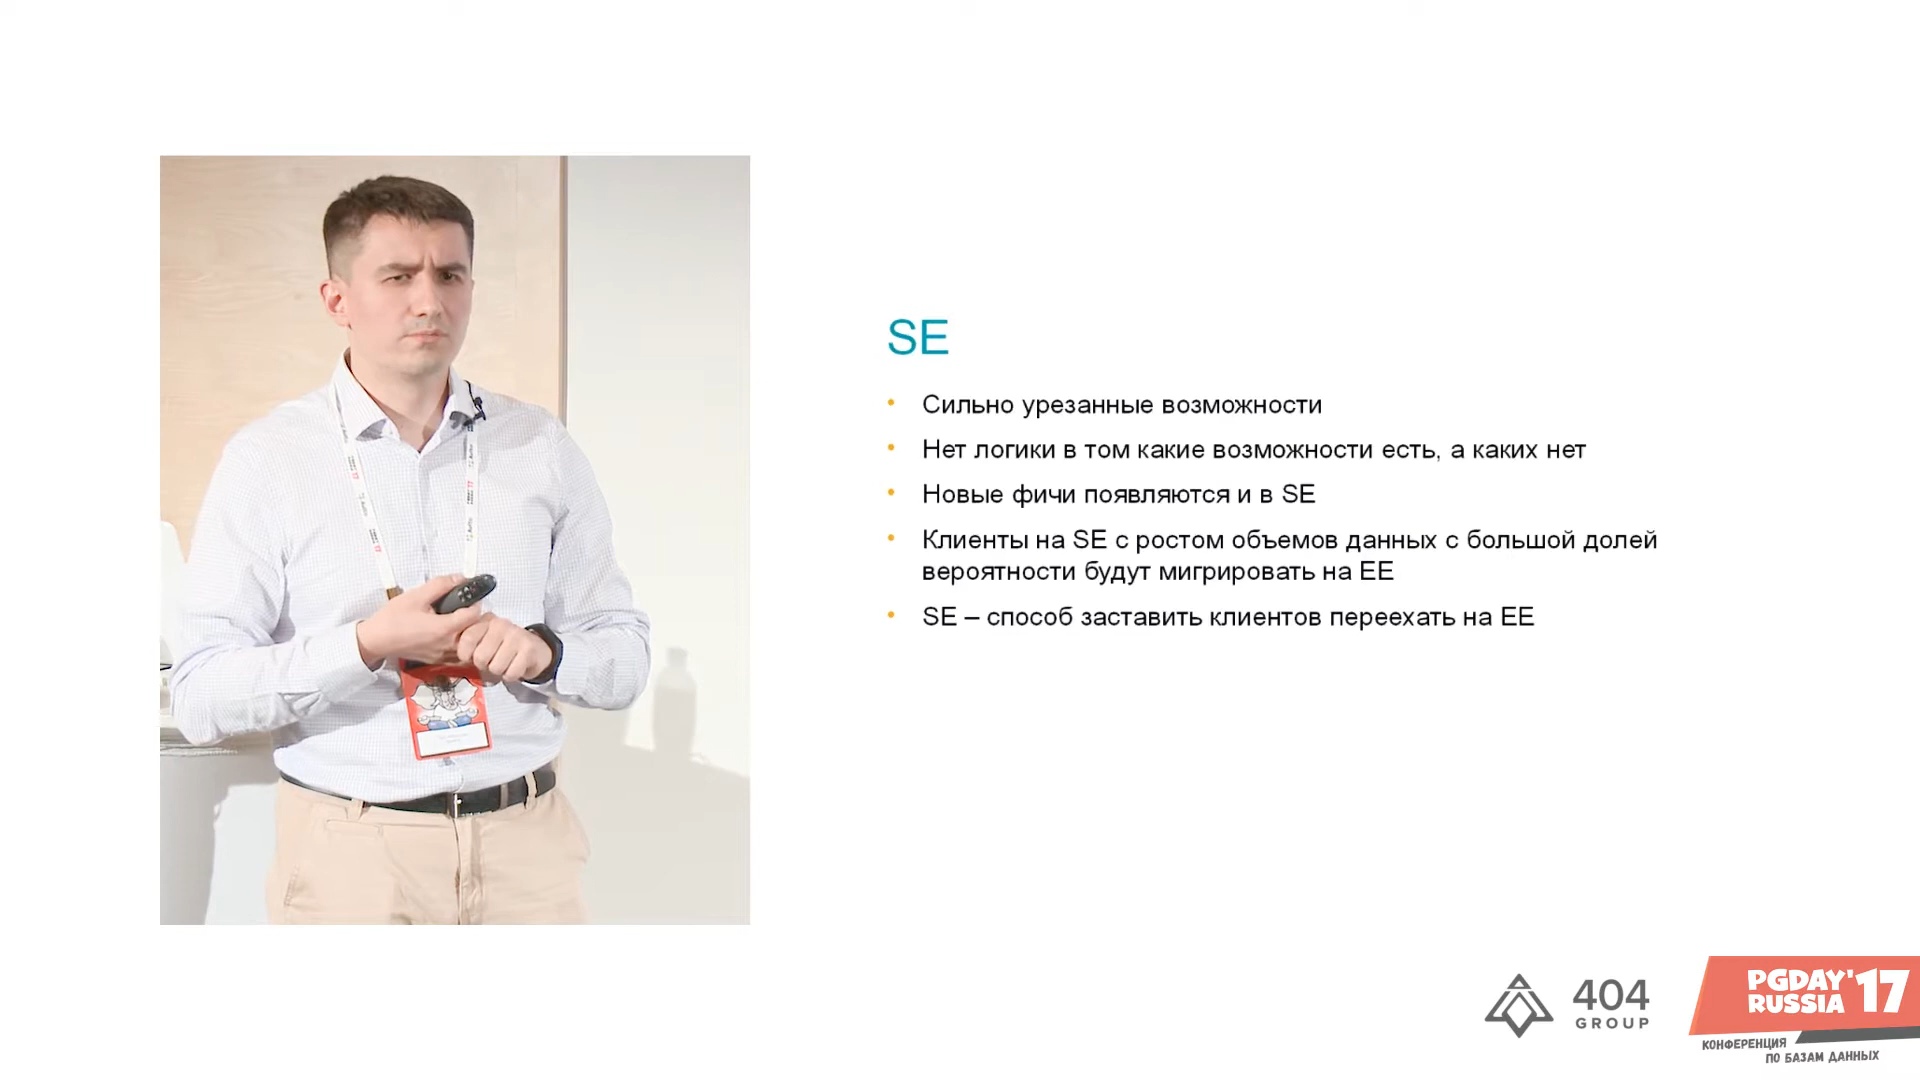 SE
• Сильно урезанные возможности
• Нет логики в том какие возможности есть, а каких нет
• Новые фичи появляются и в SE
• Клиенты на SE с ростом объемов данных с большой долей
вероятности будут мигрировать на EE
• SE – способ заставить клиентов переехать на EE
404
GROUP
PGDAY'17
RUSSIA
КОНФЕРЕНЦИЯ
ПО БАЗАМ ДАННЫХ